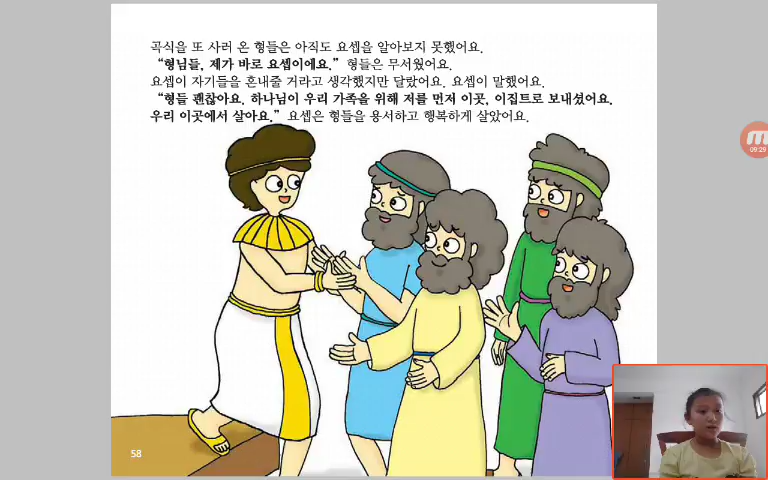 곡식을 또 사러 온 형들은 아직도 요셉을 알아보지 못했어요.
“형님들, 제가 바로 요셉이에요.” 형들은 무서웠어요.
요셉이 자기들을 혼내줄 거라고 생각했지만 달랐어요. 요셉이 말했어요.
“형들 괜찮아요. 하나님이 우리 가족을 위해 저를 먼저 이곳, 이집트로 보내셨어요.
우리 이곳에서 살아요.” 요셉은 형들을 용서하고 행복하게 살았어요.
58
09:29